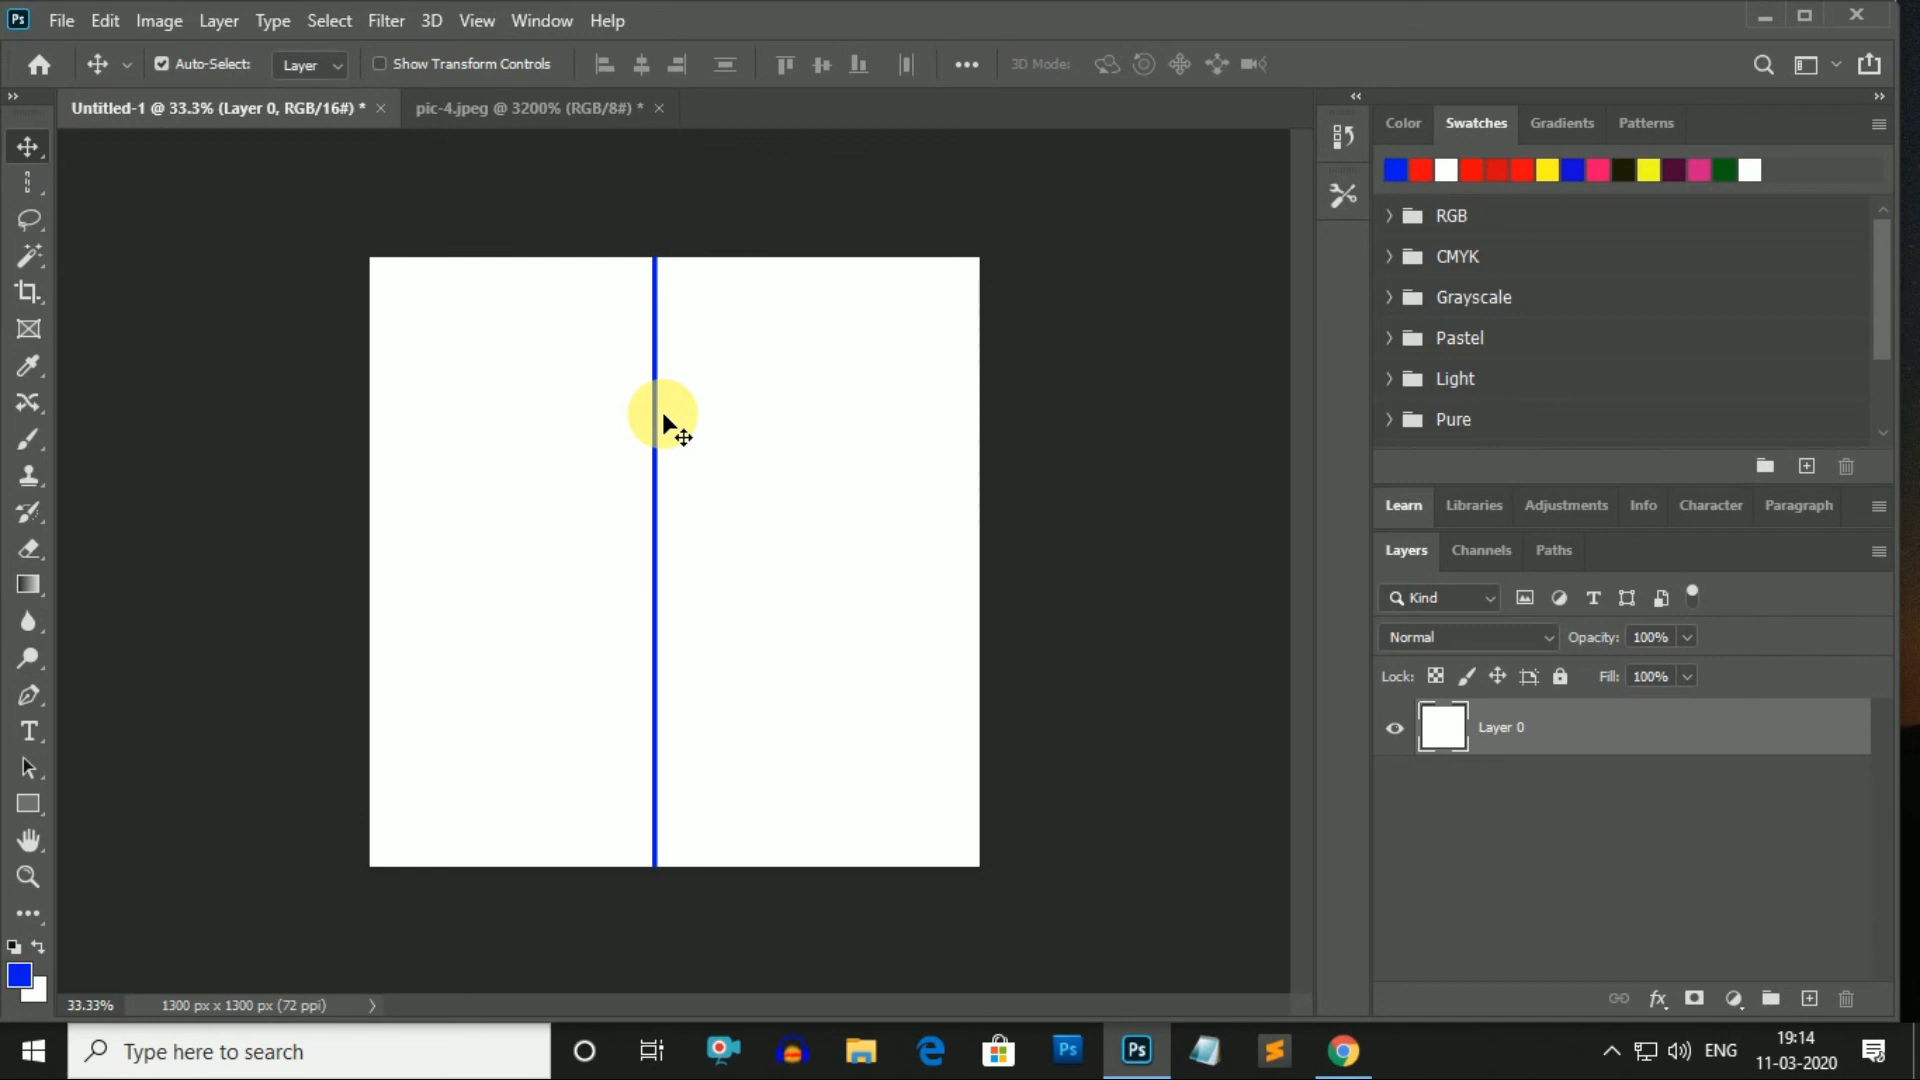 Ps File Edit Image Layer Type Select Filter 3D View Window Help
Auto-Select: Layer Show Transform Controls 3D Mode:
Untitled-1 @ 33.3% (Layer 0, RGB/16#) * pic-4.jpeg @ 3200% (RGB/8#) *
Color Swatches Gradients Patterns
RGB
CMYK
Grayscale
Pastel
Light
Pure
Learn Libraries Adjustments Info Character Paragraph
Layers Channels Paths
Kind
Normal Opacity: 100%
Lock: Fill: 100%
Layer 0
33.33% 1300 px x 1300 px (72 ppi)
fx
Type here to search
Ps
Ps
ENG
19:14
11-03-2020